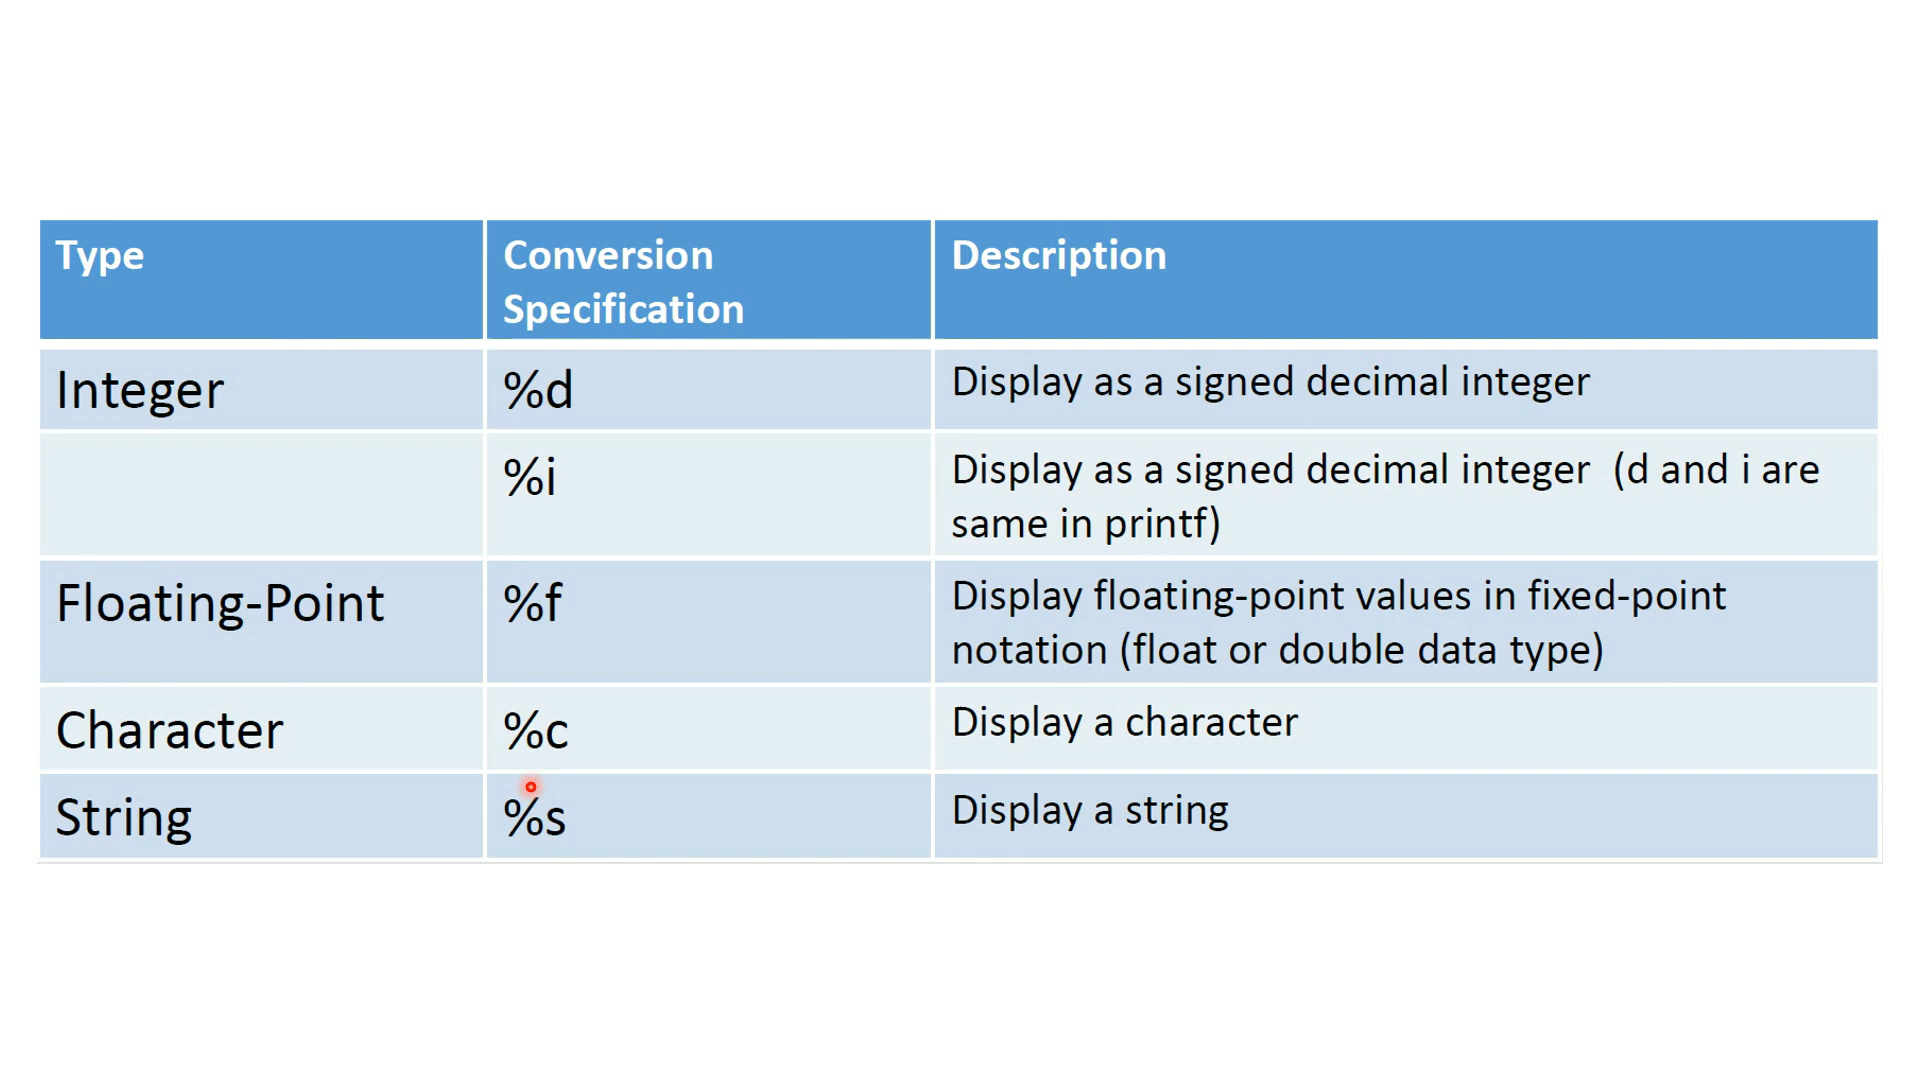 Type
Conversion
Specification
Description
Integer
%d
Display as a signed decimal integer
%i
Display as a signed decimal integer  (d and i are
same in printf)
Floating-Point
%f
Display floating-point values in fixed-point
notation (float or double data type)
Character
%c
Display a character
String
%s
Display a string